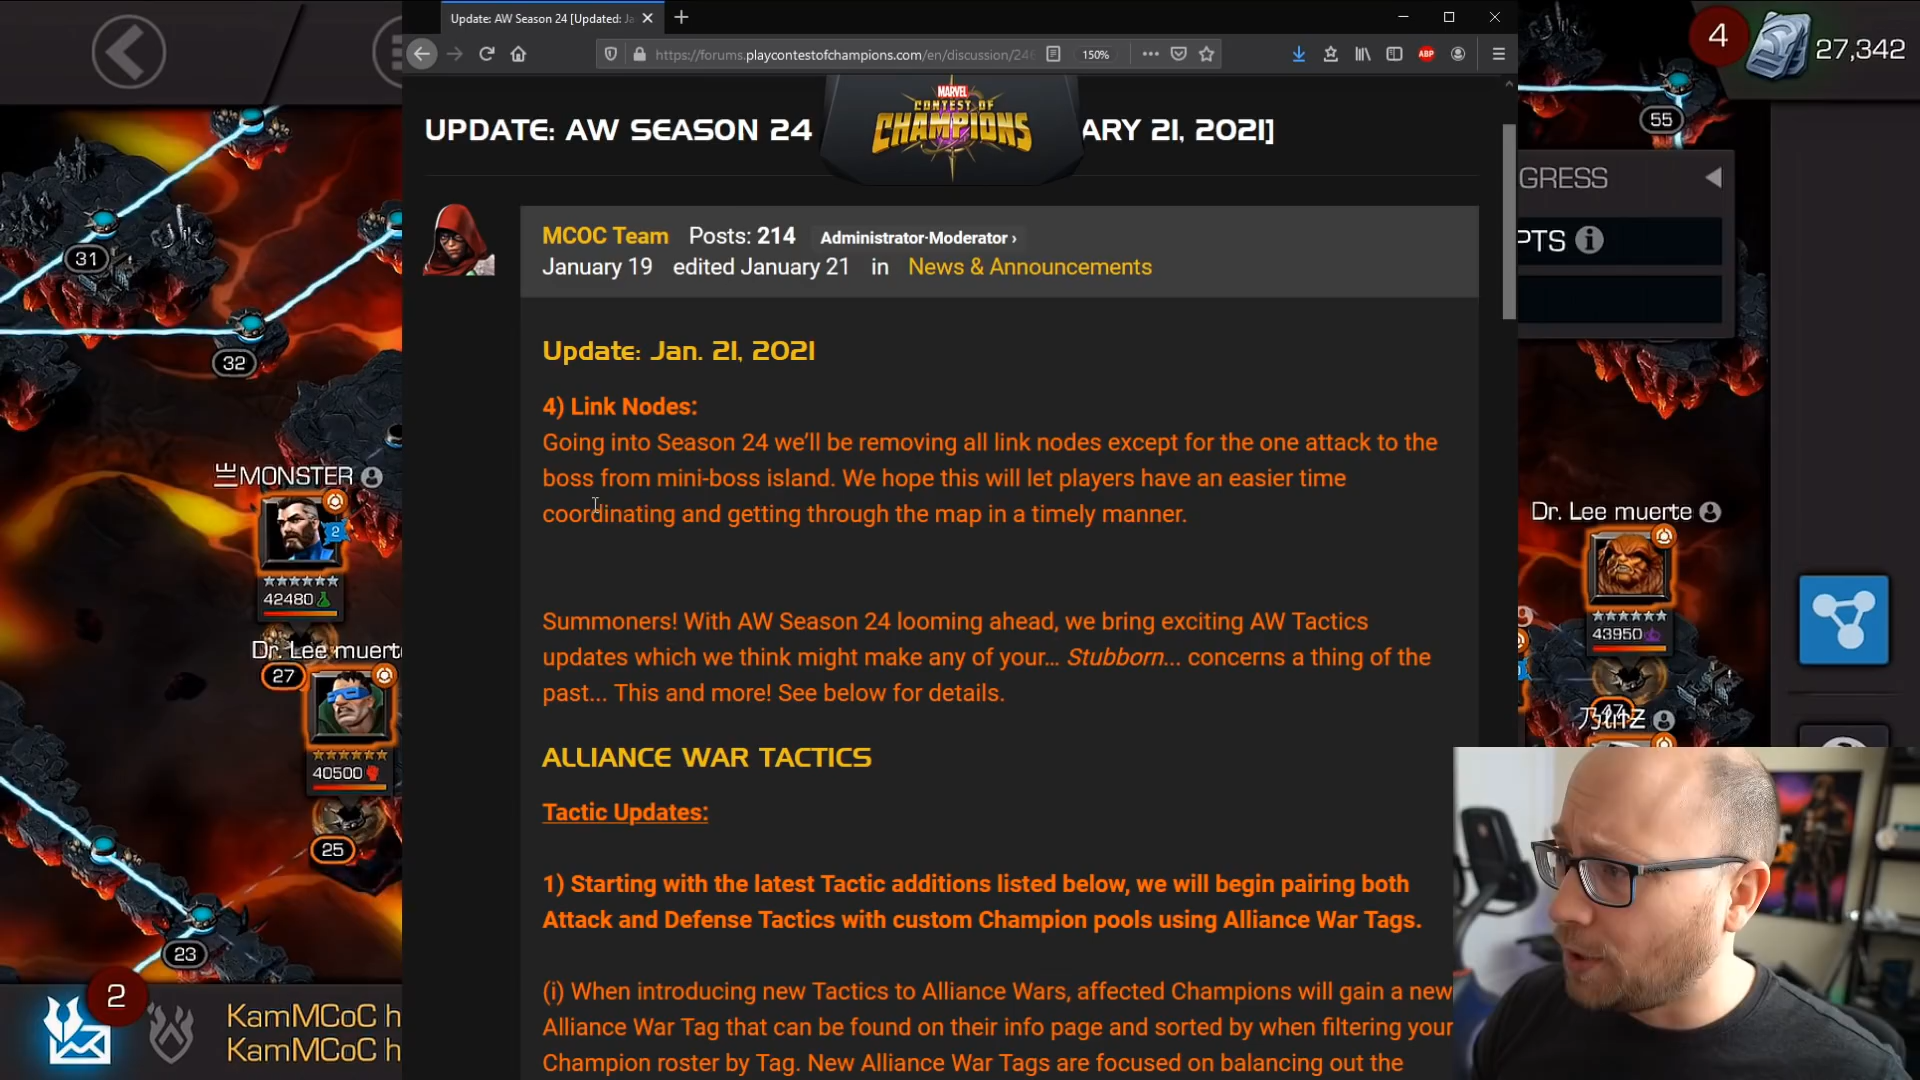 Update: AW Season 24 [Updated: Ja
https://forums.playcontestofchampions.com/en/discussion/246
150%
ABP
4
27,342
MARVEL
CONTEST OF
CHAMPIONS
UPDATE: AW SEASON 24 ARY 21, 2021]
55
GRESS
PTS
MCOC Team Posts: 214 Administrator·Moderator ›
January 19 edited January 21 in News & Announcements
31
32
Update: Jan. 21, 2021
4) Link Nodes:
Going into Season 24 we'll be removing all link nodes except for the one attack to the
boss from mini-boss island. We hope this will let players have an easier time
coordinating and getting through the map in a timely manner.
MONSTER
2
42480
Dr. Lee muerte
43950
Summoners! With AW Season 24 looming ahead, we bring exciting AW Tactics
updates which we think might make any of your... Stubborn... concerns a thing of the
past... This and more! See below for details.
Dr. Lee muert
27
40500
25
ALLIANCE WAR TACTICS
Tactic Updates:
1) Starting with the latest Tactic additions listed below, we will begin pairing both
Attack and Defense Tactics with custom Champion pools using Alliance War Tags.
23
(i) When introducing new Tactics to Alliance Wars, affected Champions will gain a new
Alliance War Tag that can be found on their info page and sorted by when filtering your
Champion roster by Tag. New Alliance War Tags are focused on balancing out the
2
KamMCoC h
KamMCoC h